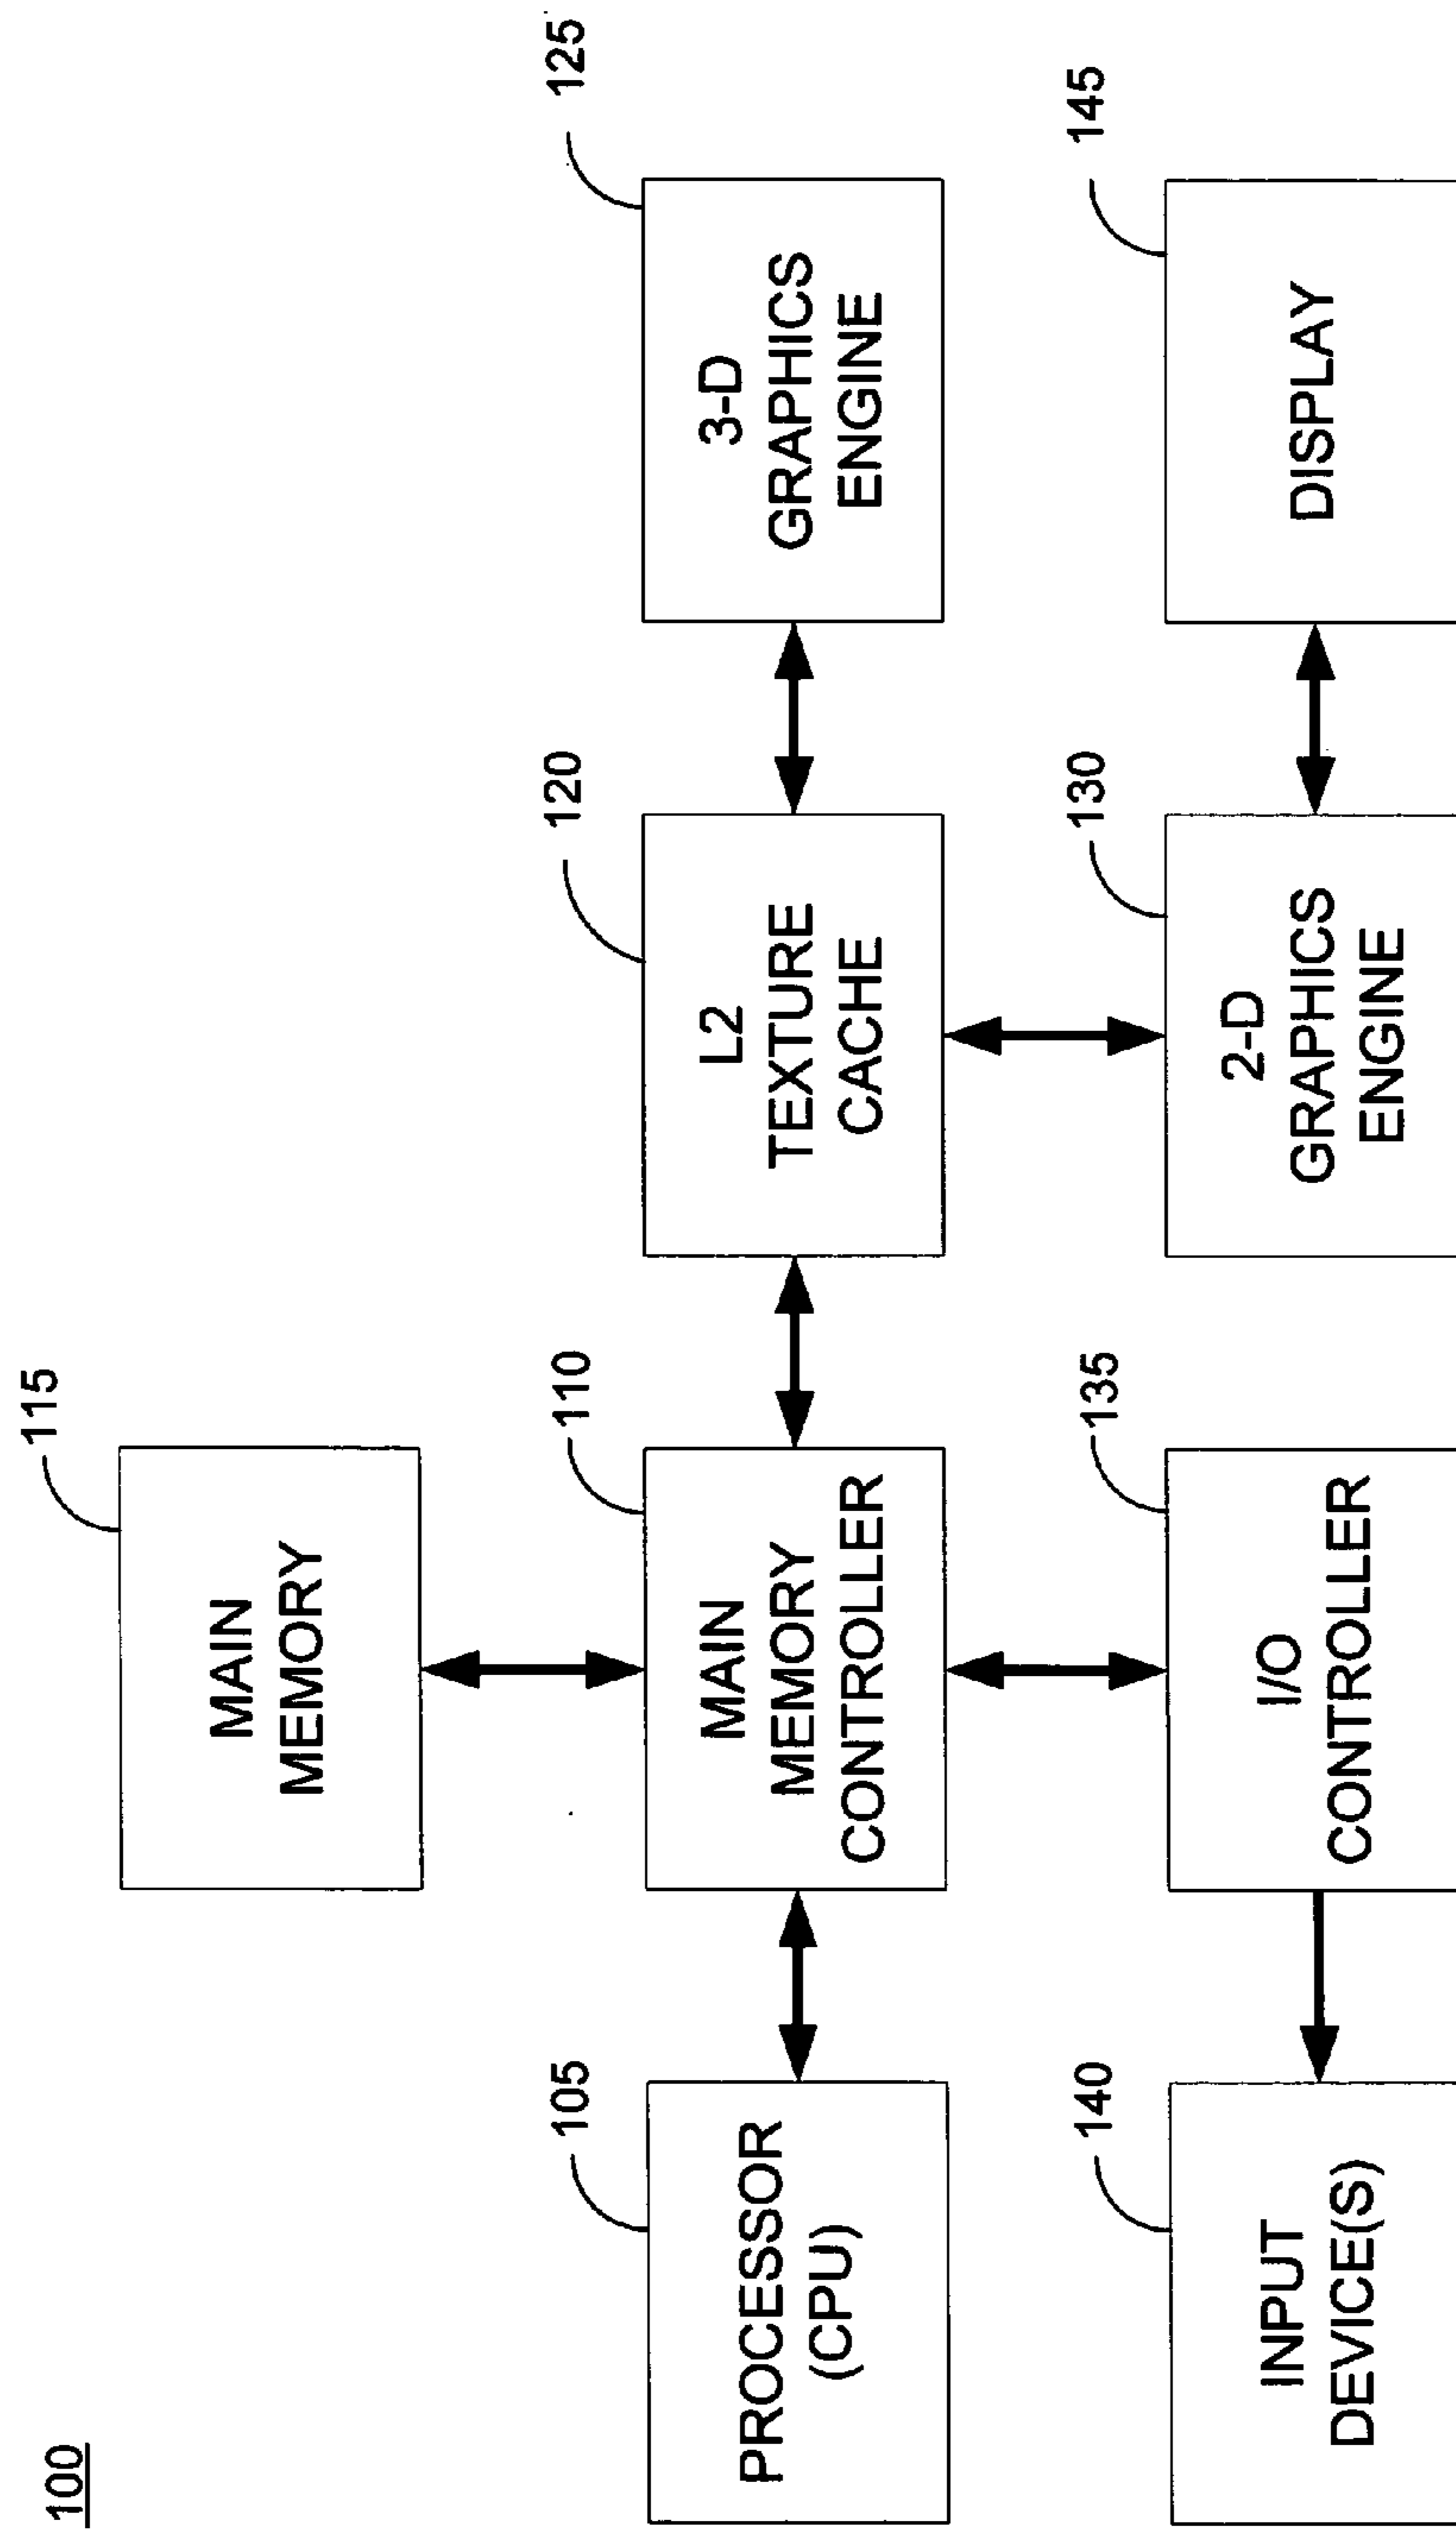 100
115
MAIN
MEMORY
105
PROCESSOR
(CPU)
110
MAIN
MEMORY
CONTROLLER
120
L2
TEXTURE
CACHE
125
3-D
GRAPHICS
ENGINE
140
INPUT
DEVICE(S)
135
I/O
CONTROLLER
130
2-D
GRAPHICS
ENGINE
145
DISPLAY